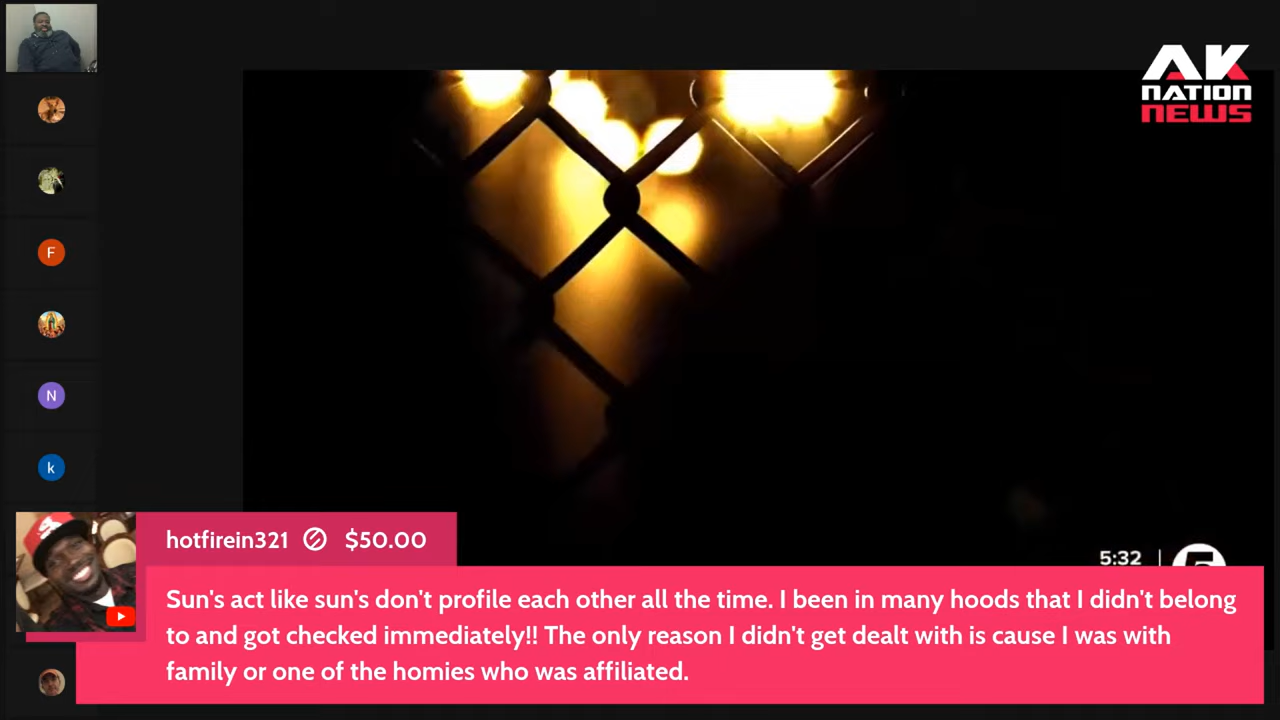 AK
NATION
NEWS
F
N
k
5:32
5
hotfirein321 $50.00
Sun's act like sun's don't profile each other all the time. I been in many hoods that I didn't belong
to and got checked immediately!! The only reason I didn't get dealt with is cause I was with
family or one of the homies who was affiliated.